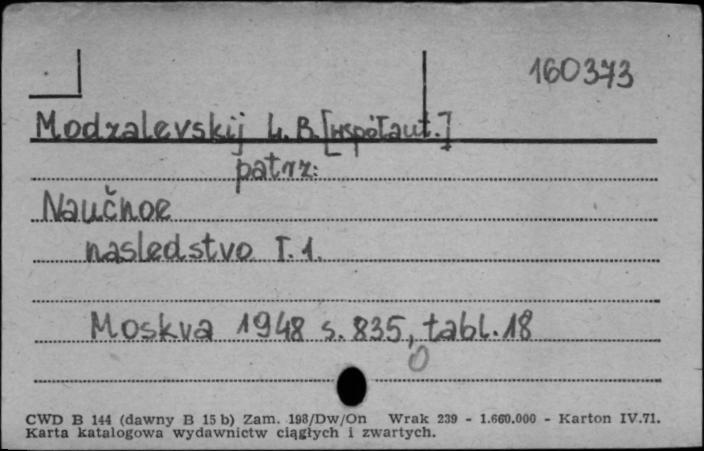 160373
Modzalevskij L. B. [współaut.]
patrz:
Naučnoe
nasledstvo T. 1.
Moskva 1948 s. 835, tabl. 18
0
CWD B 144 (dawny B 15 b) Zam. 198/Dw/On Wrak 239 - 1.660.000 - Karton IV.71.
Karta katalogowa wydawnictw ciągłych i zwartych.